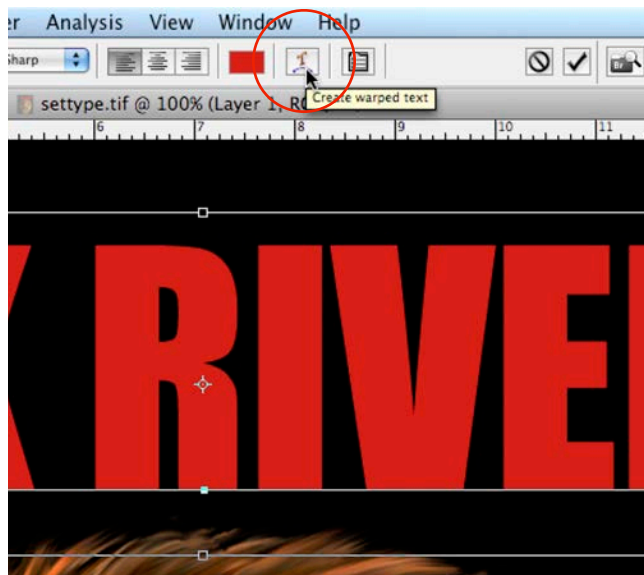 Analysis View Window Help
Sharp
settype.tif @ 100% (Layer 1, R
Create warped text
6 7 8 9 10 11
RIVE